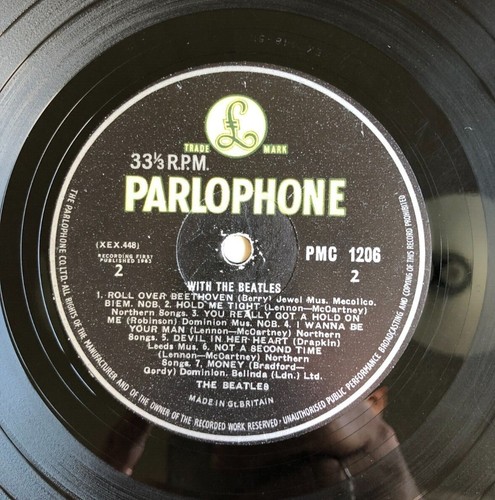 £
TRADE MARK
33⅓ R.P.M.
PARLOPHONE
(XEX.448)
RECORDING FIRST
PUBLISHED 1963
2
PMC 1206
2
WITH THE BEATLES
1. ROLL OVER BEETHOVEN (Berry) Jewel Mus. Mecolico.
BIEM. NCB. 2. HOLD ME TIGHT (Lennon—McCartney)
Northern Songs. 3. YOU REALLY GOT A HOLD ON
ME (Robinson) Dominion Mus. NCB. 4. I WANNA BE
YOUR MAN (Lennon—McCartney) Northern
Songs. 5. DEVIL IN HER HEART (Drapkin)
Leeds Mus. 6. NOT A SECOND TIME
(Lennon—McCartney) Northern
Songs. 7. MONEY (Bradford—
Gordy) Dominion, Belinda (Ldn.) Ltd.
THE BEATLES
MADE IN GT. BRITAIN
THE PARLOPHONE CO. LTD.—ALL RIGHTS OF THE MANUFACTURER AND OF THE OWNER OF THE RECORDED WORK RESERVED—UNAUTHORISED PUBLIC PERFORMANCE BROADCASTING AND COPYING OF THIS RECORD PROHIBITED